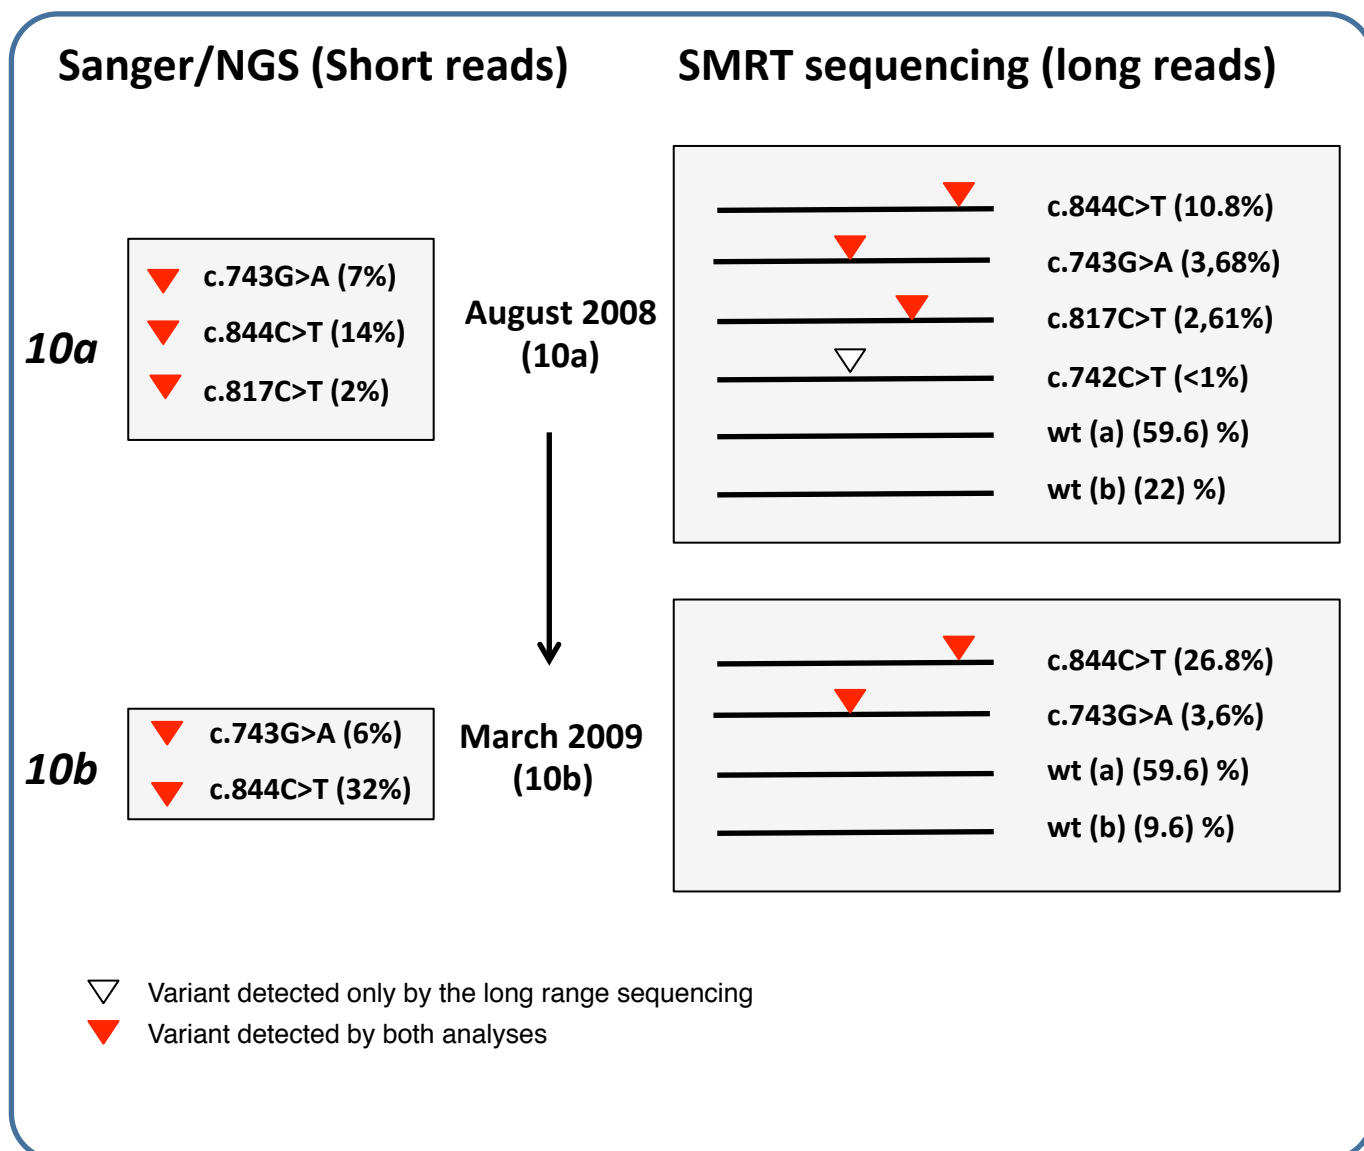 Sanger/NGS (Short reads)
SMRT sequencing (long reads)
10a
c.743G>A (7%)
c.844C>T (14%)
c.817C>T (2%)
August 2008
(10a)
c.844C>T (10.8%)
c.743G>A (3,68%)
c.817C>T (2,61%)
c.742C>T (<1%)
wt (a) (59.6) %)
wt (b) (22) %)
10b
c.743G>A (6%)
c.844C>T (32%)
March 2009
(10b)
c.844C>T (26.8%)
c.743G>A (3,6%)
wt (a) (59.6) %)
wt (b) (9.6) %)
Variant detected only by the long range sequencing
Variant detected by both analyses